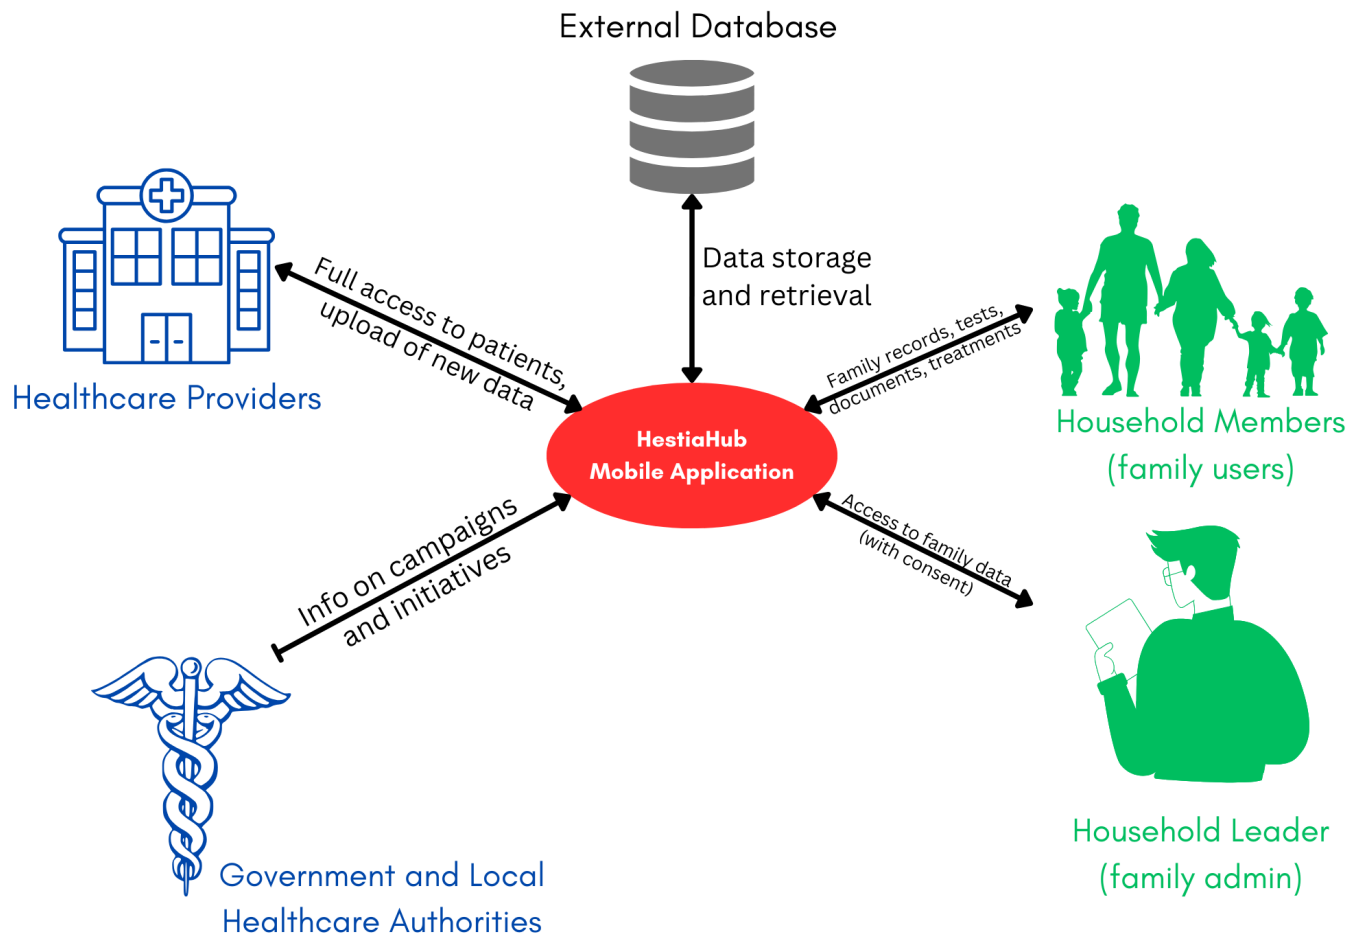 External Database
Data storage
and retrieval
Full access to patients,
upload of new data
Healthcare Providers
Family records, tests,
documents, treatments
Household Members
(family users)
HestiaHub
Mobile Application
Info on campaigns
and initiatives
Access to family data
(with consent)
Government and Local
Healthcare Authorities
Household Leader
(family admin)